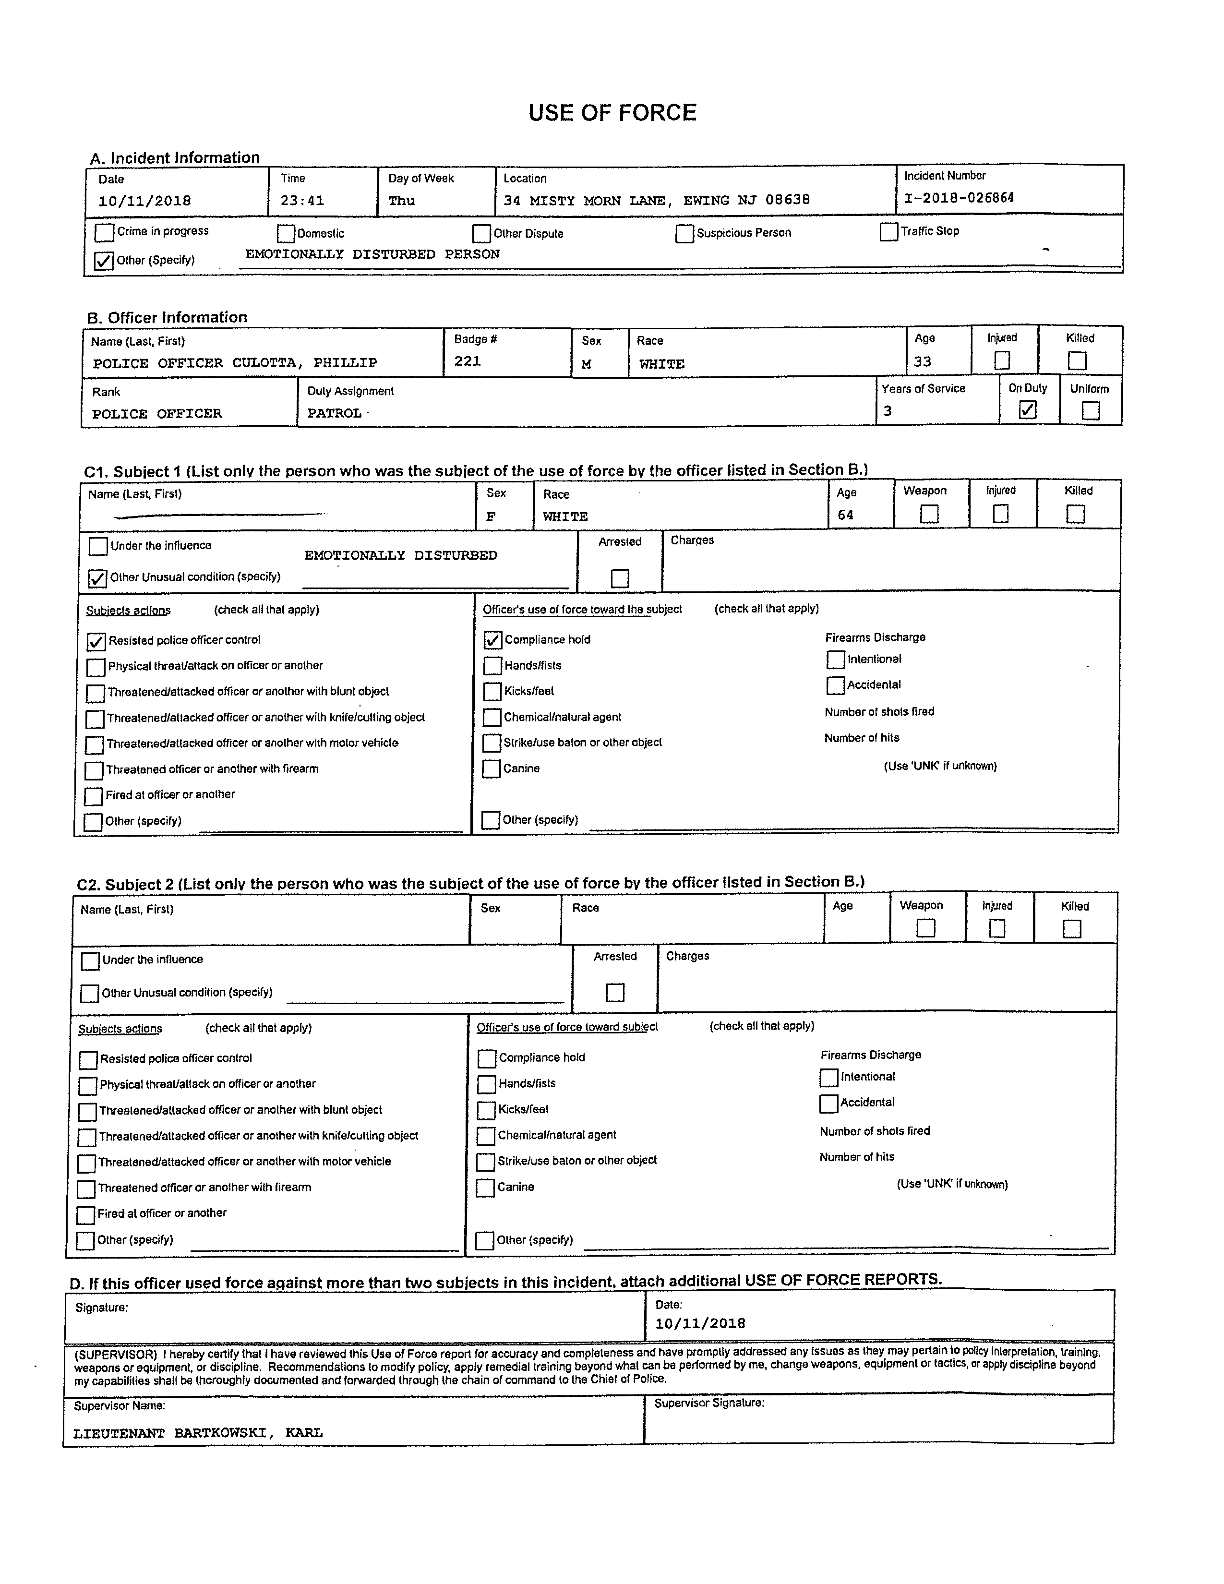 USE OF FORCE
A. Incident Information
Date Time Day of Week Location Incident Number
10/11/2018 23:41 Thu 34 MISTY MORN LANE, EWING NJ 08638 I-2018-026864
Crime in progress Domestic Other Dispute Suspicious Person Traffic Stop
Other (Specify) EMOTIONALLY DISTURBED PERSON
B. Officer Information
Name (Last, First) Badge # Sex Race Age Injured Killed
POLICE OFFICER CULOTTA, PHILLIP 221 M WHITE 33
Rank Duty Assignment Years of Service On Duty Uniform
POLICE OFFICER PATROL 3
C1. Subject 1 (List only the person who was the subject of the use of force by the officer listed in Section B.)
Name (Last, First) Sex Race Age Weapon Injured Killed
F WHITE 64
Under the influence Arrested Charges
EMOTIONALLY DISTURBED
Other Unusual condition (specify)
Subjects actions (check all that apply) Officer's use of force toward the subject (check all that apply)
Resisted police officer control Compliance hold Firearms Discharge
Physical threat/attack on officer or another Hands/fists Intentional
Threatened/attacked officer or another with blunt object Kicks/feet Accidental
Threatened/attacked officer or another with knife/cutting object Chemical/natural agent Number of shots fired
Threatened/attacked officer or another with motor vehicle Strike/use baton or other object Number of hits
Threatened officer or another with firearm Canine (Use 'UNK' if unknown)
Fired at officer or another
Other (specify) Other (specify)
C2. Subject 2 (List only the person who was the subject of the use of force by the officer listed in Section B.)
Name (Last, First) Sex Race Age Weapon Injured Killed
Under the influence Arrested Charges
Other Unusual condition (specify)
Subjects actions (check all that apply) Officer's use of force toward subject (check all that apply)
Resisted police officer control Compliance hold Firearms Discharge
Physical threat/attack on officer or another Hands/fists Intentional
Threatened/attacked officer or another with blunt object Kicks/feet Accidental
Threatened/attacked officer or another with knife/cutting object Chemical/natural agent Number of shots fired
Threatened/attacked officer or another with motor vehicle Strike/use baton or other object Number of hits
Threatened officer or another with firearm Canine (Use 'UNK' if unknown)
Fired at officer or another
Other (specify) Other (specify)
D. If this officer used force against more than two subjects in this incident, attach additional USE OF FORCE REPORTS.
Signature: Date:
10/11/2018
(SUPERVISOR) I hereby certify that I have reviewed this Use of Force report for accuracy and completeness and have promptly addressed any issues as they may pertain to policy interpretation, training,
weapons or equipment, or discipline. Recommendations to modify policy, apply remedial training beyond what can be performed by me, change weapons, equipment or tactics, or apply discipline beyond
my capabilities shall be thoroughly documented and forwarded through the chain of command to the Chief of Police.
Supervisor Name: Supervisor Signature:
LIEUTENANT BARTKOWSKI, KARL